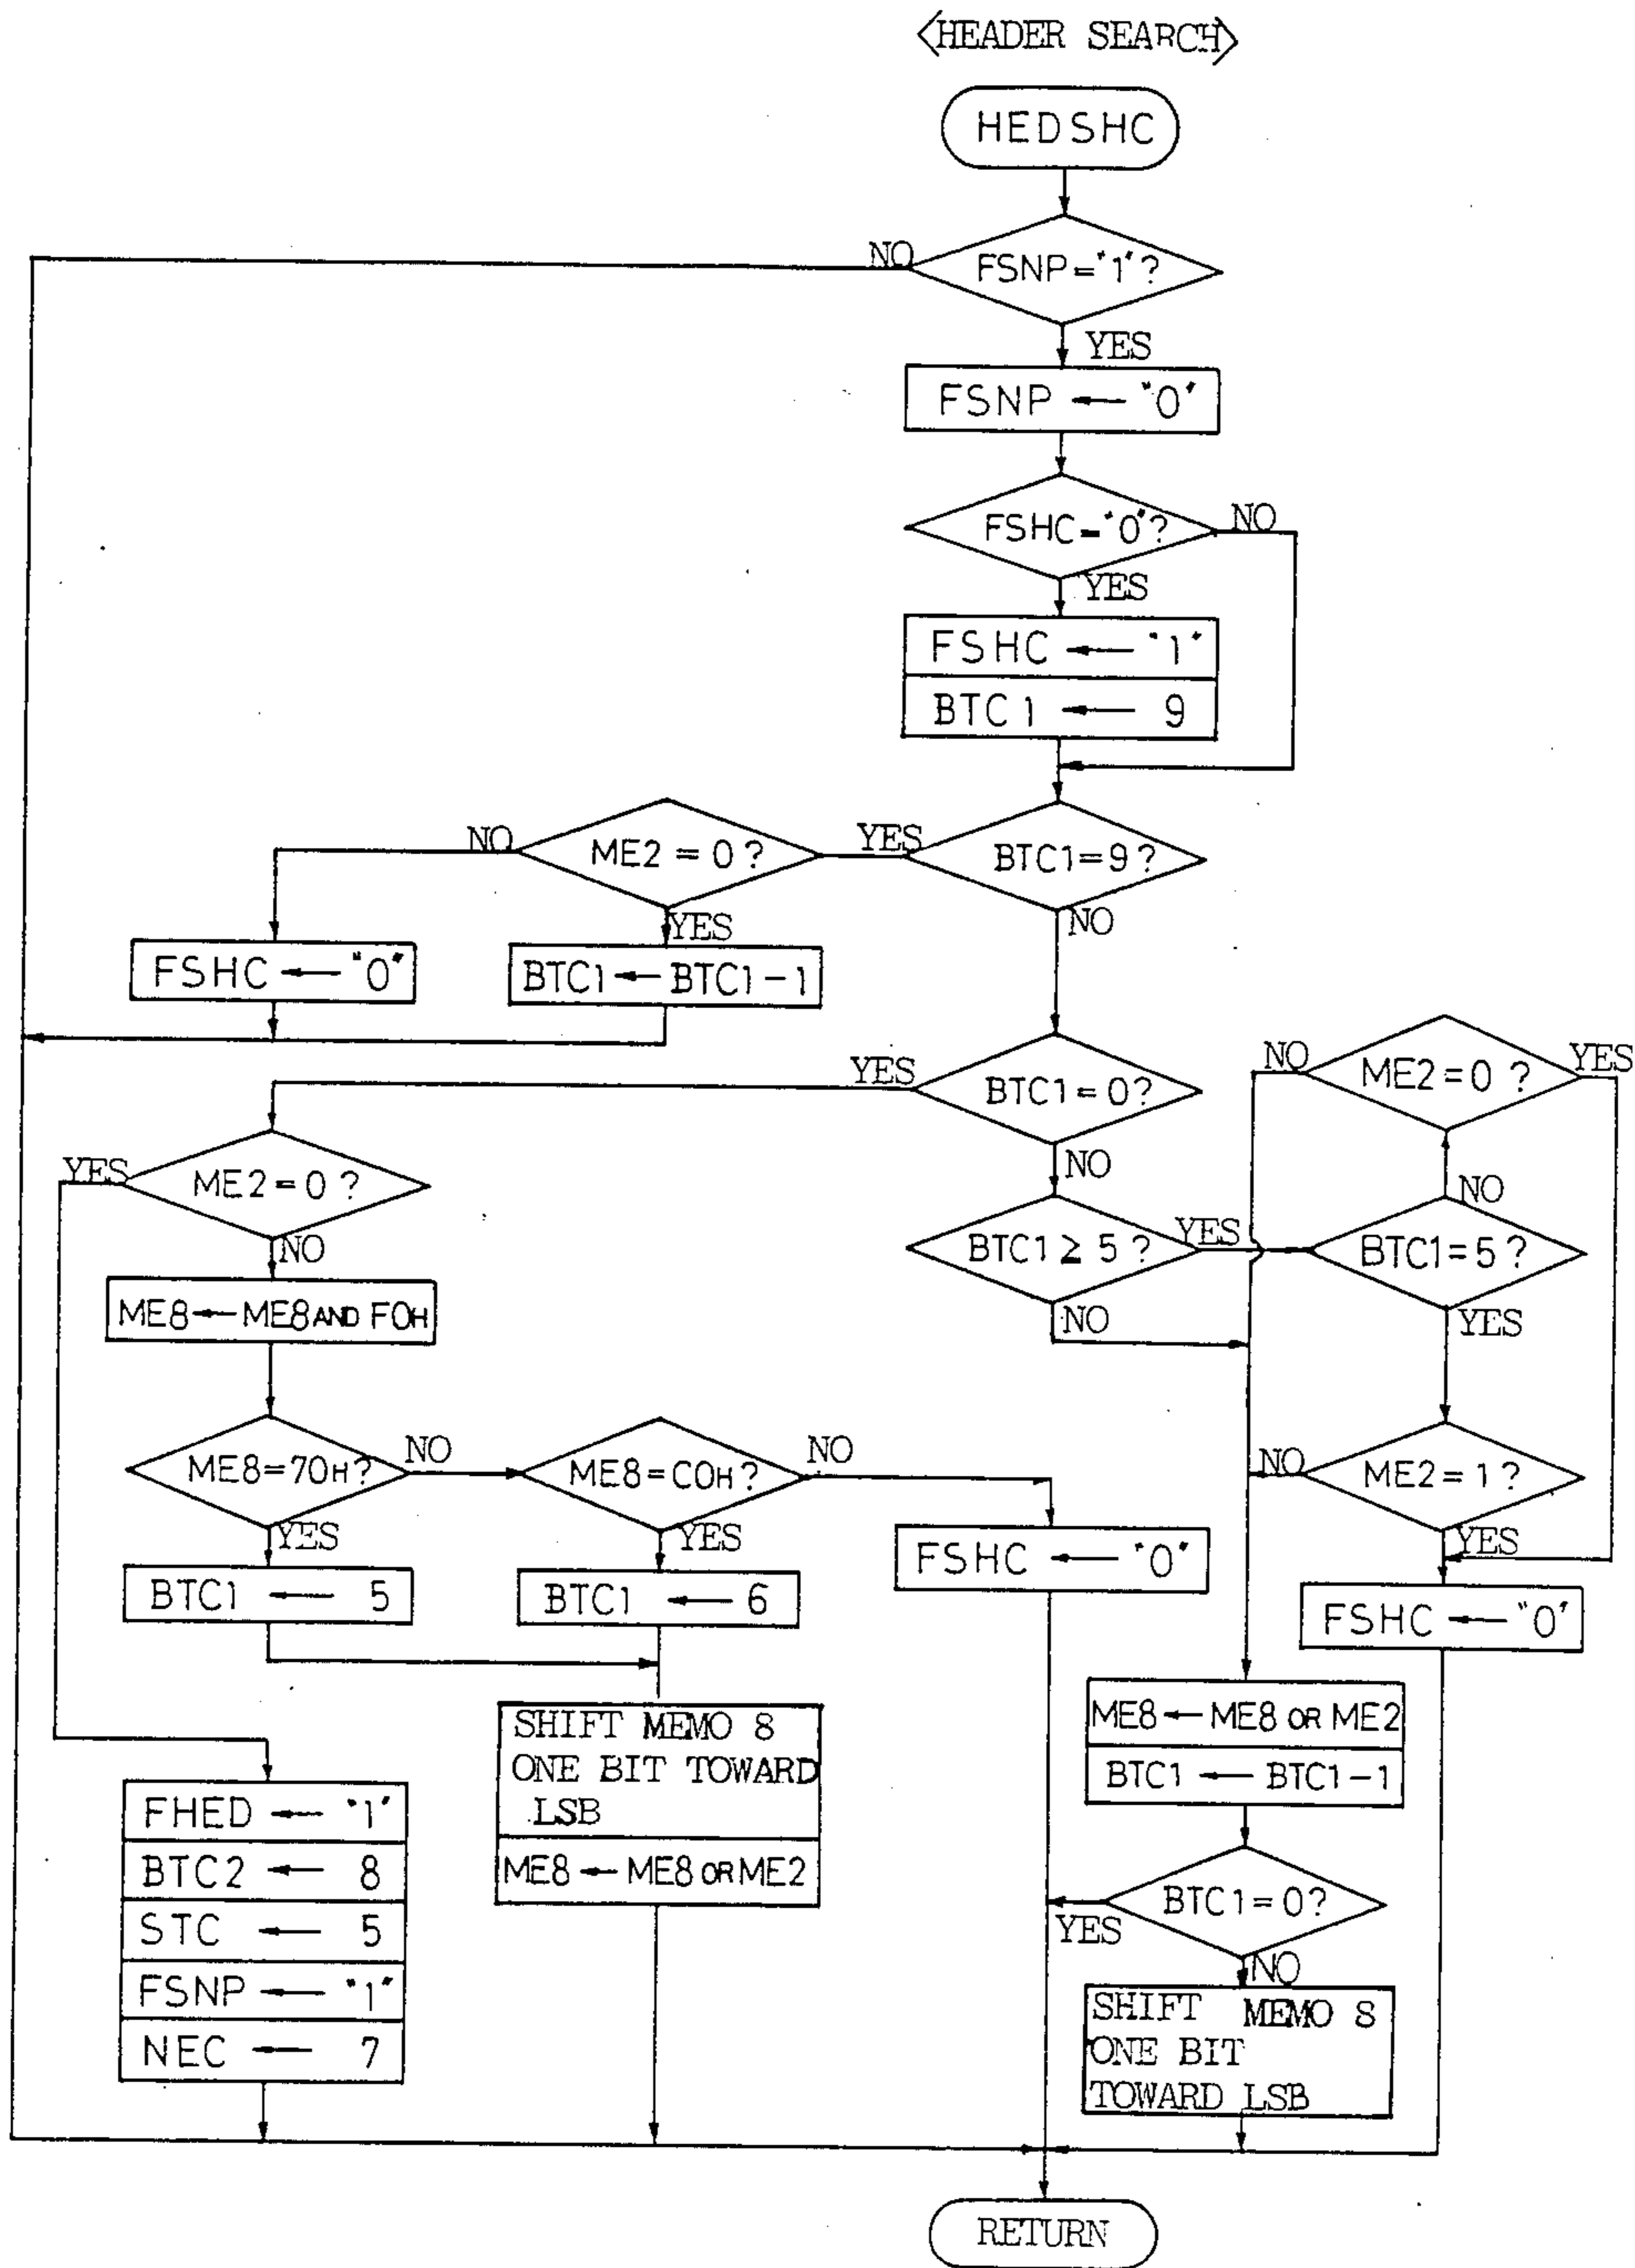 <HEADER SEARCH>
HEDSHC
FSNP="1"?
NO
YES
FSNP ← "0"
FSHC="0"?
NO
YES
FSHC ← "1"
BTC1 ← 9
BTC1=9?
YES
NO
ME2=0?
NO
YES
FSHC ← "0"
BTC1 ← BTC1-1
BTC1=0?
YES
NO
ME2=0?
NO
YES
ME2=0?
YES
NO
BTC1≥5?
YES
NO
BTC1=5?
NO
YES
ME8←ME8 AND F0H
ME8=70H?
NO
YES
ME8=C0H?
NO
YES
ME2=1?
NO
YES
BTC1 ← 5
BTC1 ← 6
FSHC ← "0"
FSHC ← "0"
SHIFT MEMO 8
ONE BIT TOWARD
LSB
ME8←ME8 OR ME2
ME8←ME8 OR ME2
BTC1 ← BTC1-1
FHED ← "1"
BTC2 ← 8
STC ← 5
FSNP ← "1"
NEC ← 7
BTC1=0?
YES
NO
SHIFT MEMO 8
ONE BIT
TOWARD LSB
RETURN